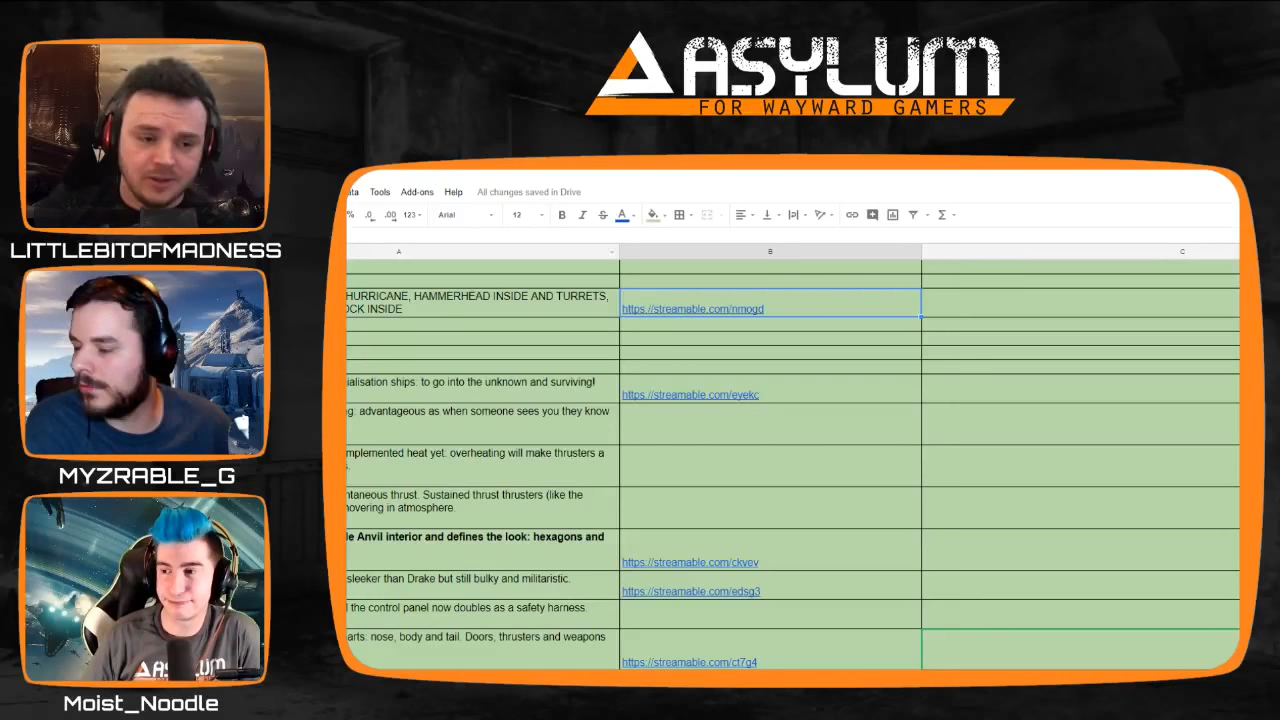 ASYLUM
FOR WAYWARD GAMERS
LITTLEBITOFMADNESS
MYZRABLE_G
ASYLUM
Moist_Noodle
Tools Add-ons Help All changes saved in Drive
% .0 .00 123 Arial 12 B I S A Σ
A B C
HURRICANE, HAMMERHEAD INSIDE AND TURRETS,
OCK INSIDE
https://streamable.com/nmogd
ialisation ships: to go into the unknown and surviving!
https://streamable.com/eyekc
g: advantageous as when someone sees you they know
mplemented heat yet: overheating will make thrusters a
s.
ntaneous thrust. Sustained thrust thrusters (like the
hovering in atmosphere.
le Anvil interior and defines the look: hexagons and
https://streamable.com/ckvev
sleeker than Drake but still bulky and militaristic.
https://streamable.com/edsg3
l the control panel now doubles as a safety harness.
arts: nose, body and tail. Doors, thrusters and weapons
https://streamable.com/ct7g4